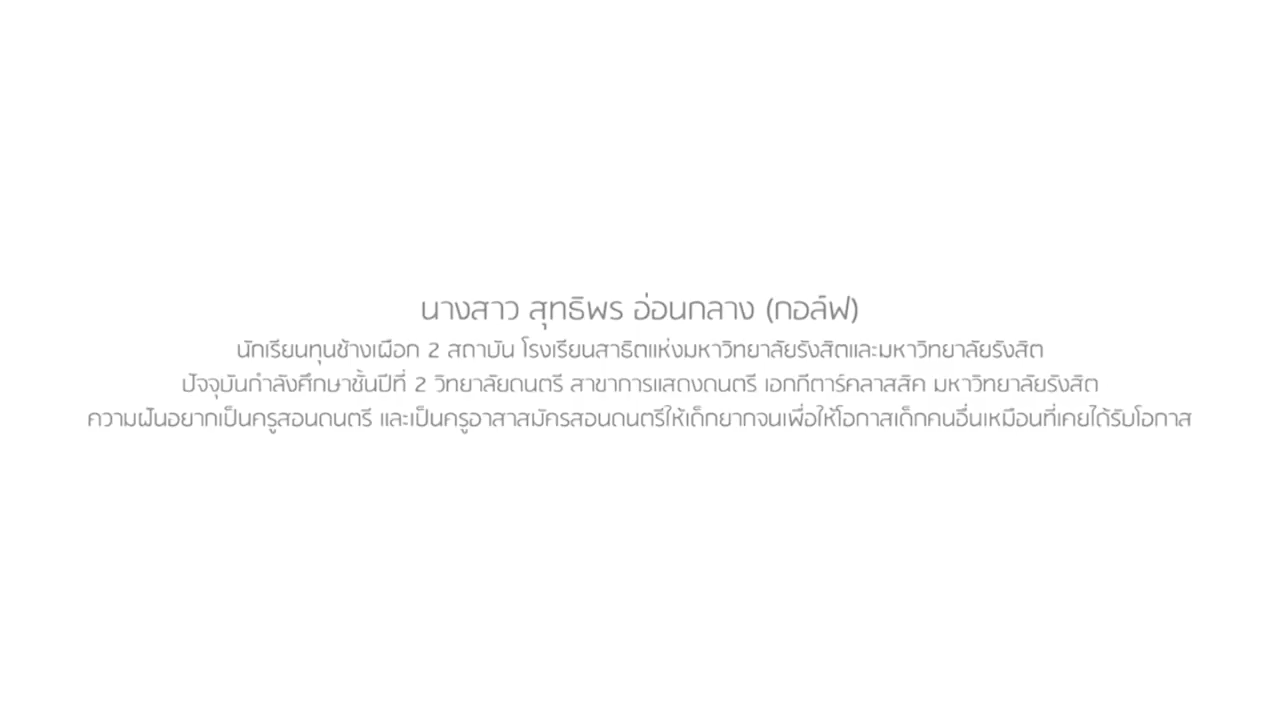 นางสาว สุทธิพร อ่อนกลาง (กอล์ฟ)
นักเรียนทุนช้างเผือก 2 สถาบัน โรงเรียนสาธิตแห่งมหาวิทยาลัยรังสิตและมหาวิทยาลัยรังสิต
ปัจจุบันกำลังศึกษาชั้นปีที่ 2 วิทยาลัยดนตรี สาขาการแสดงดนตรี เอกกีตาร์คลาสสิค มหาวิทยาลัยรังสิต
ความฝันอยากเป็นครูสอนดนตรี และเป็นครูอาสาสมัครสอนดนตรีให้เด็กยากจนเพื่อให้โอกาสเด็กคนอื่นเหมือนที่เคยได้รับโอกาส